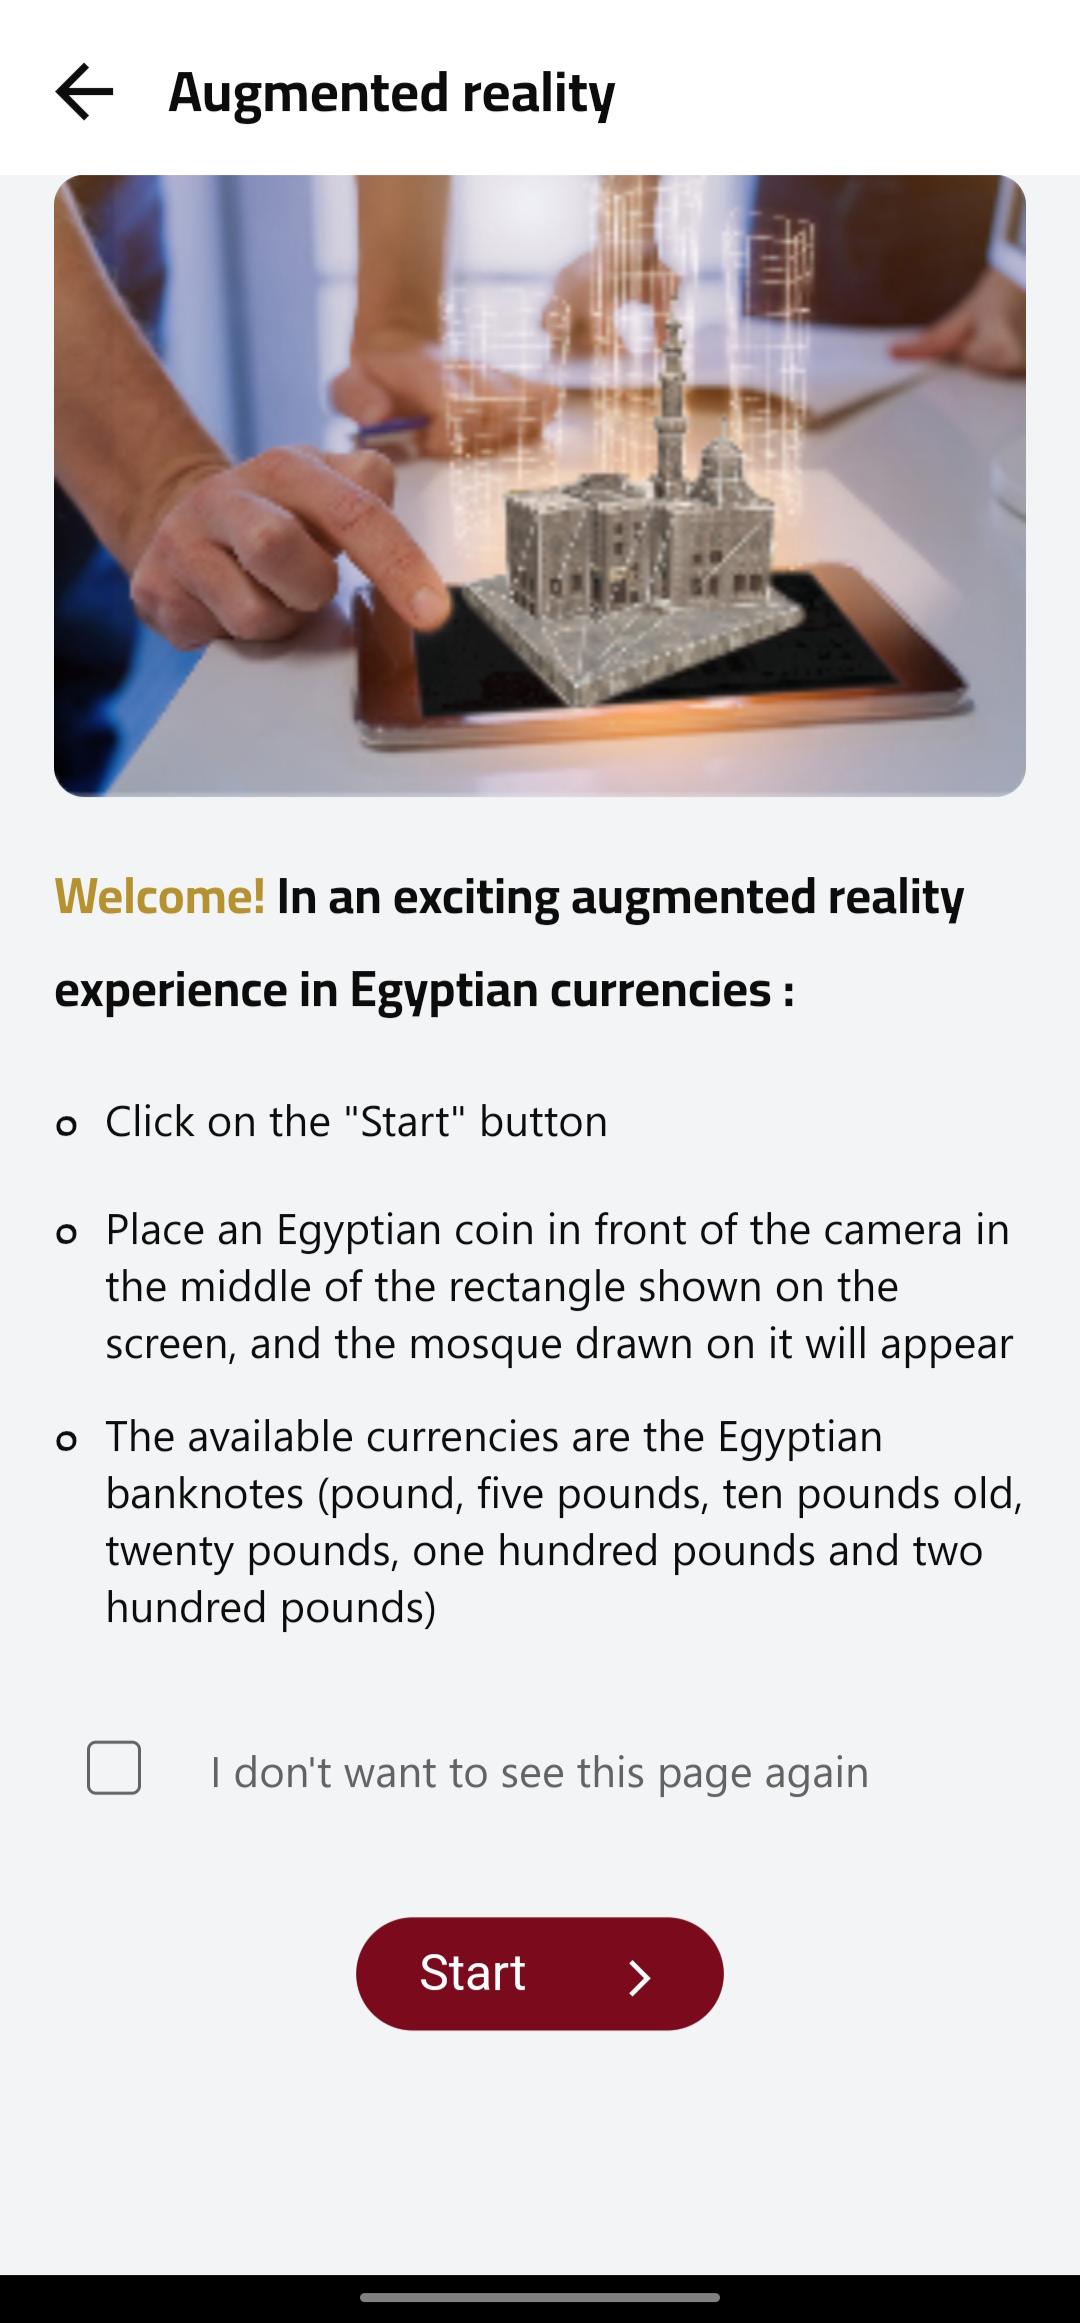 Augmented reality
Welcome! In an exciting augmented reality
experience in Egyptian currencies :
Click on the "Start" button
Place an Egyptian coin in front of the camera in
the middle of the rectangle shown on the
screen, and the mosque drawn on it will appear
The available currencies are the Egyptian
banknotes (pound, five pounds, ten pounds old,
twenty pounds, one hundred pounds and two
hundred pounds)
I don't want to see this page again
Start